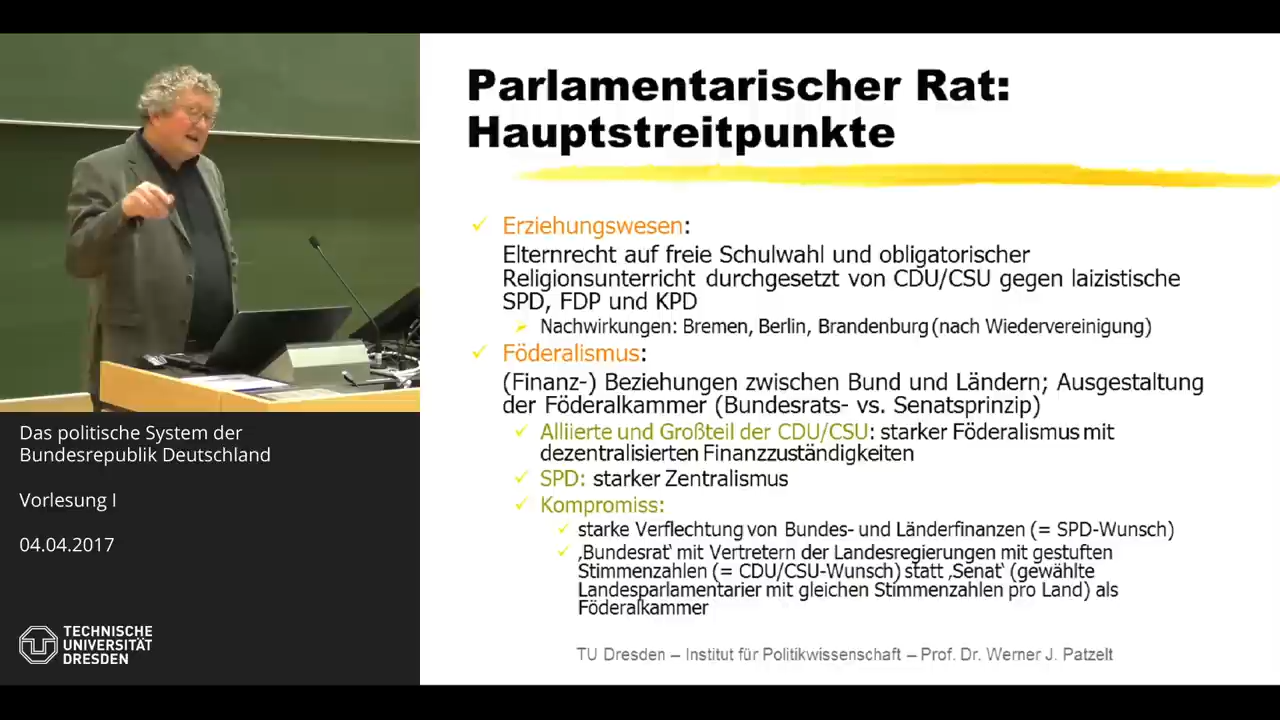 Parlamentarischer Rat:
Hauptstreitpunkte
Erziehungswesen:
Elternrecht auf freie Schulwahl und obligatorischer
Religionsunterricht durchgesetzt von CDU/CSU gegen laizistische
SPD, FDP und KPD
Nachwirkungen: Bremen, Berlin, Brandenburg (nach Wiedervereinigung)
Föderalismus:
(Finanz-) Beziehungen zwischen Bund und Ländern; Ausgestaltung
der Föderalkammer (Bundesrats- vs. Senatsprinzip)
Alliierte und Großteil der CDU/CSU: starker Föderalismus mit
dezentralisierten Finanzzuständigkeiten
SPD: starker Zentralismus
Kompromiss:
starke Verflechtung von Bundes- und Länderfinanzen (= SPD-Wunsch)
‚Bundesrat‘ mit Vertretern der Landesregierungen mit gestuften
Stimmenzahlen (= CDU/CSU-Wunsch) statt ‚Senat‘ (gewählte
Landesparlamentarier mit gleichen Stimmenzahlen pro Land) als
Föderalkammer
TU Dresden – Institut für Politikwissenschaft – Prof. Dr. Werner J. Patzelt
Das politische System der
Bundesrepublik Deutschland
Vorlesung I
04.04.2017
TECHNISCHE
UNIVERSITÄT
DRESDEN